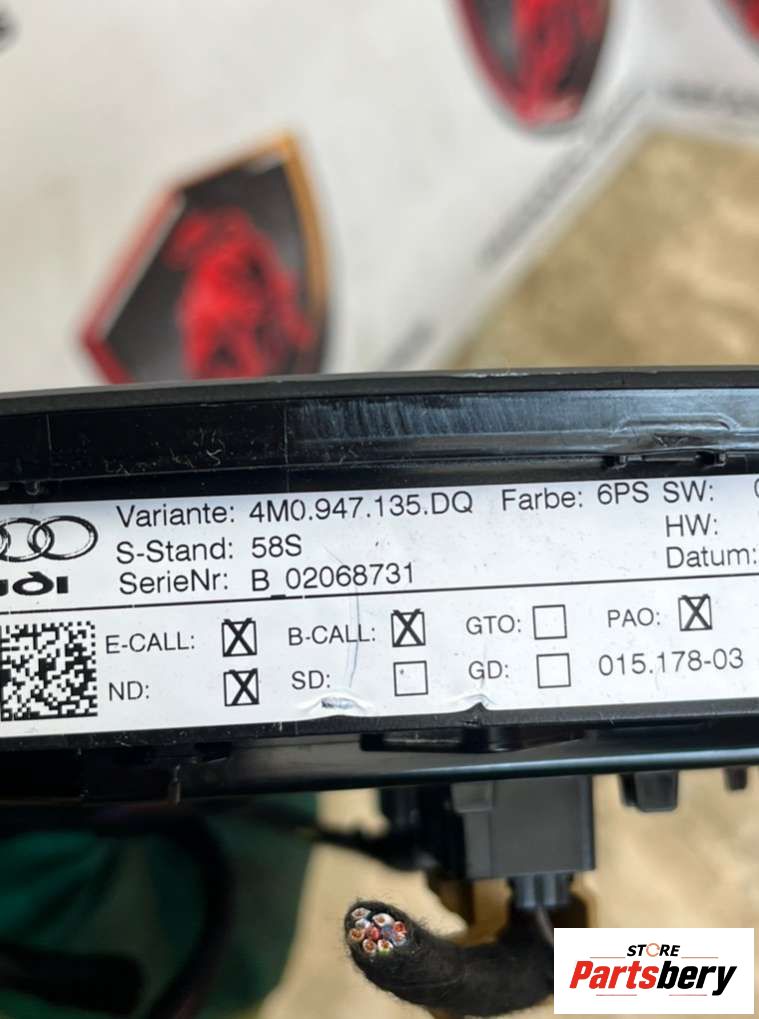 Variante: 4M0.947.135.DQ Farbe: 6PS SW:
S-Stand: 58S HW:
SerieNr: B_02068731 Datum:
E-CALL: X B-CALL: X GTO: PAO: X
ND: X SD: GD: 015.178-03
STORE
Partsbery